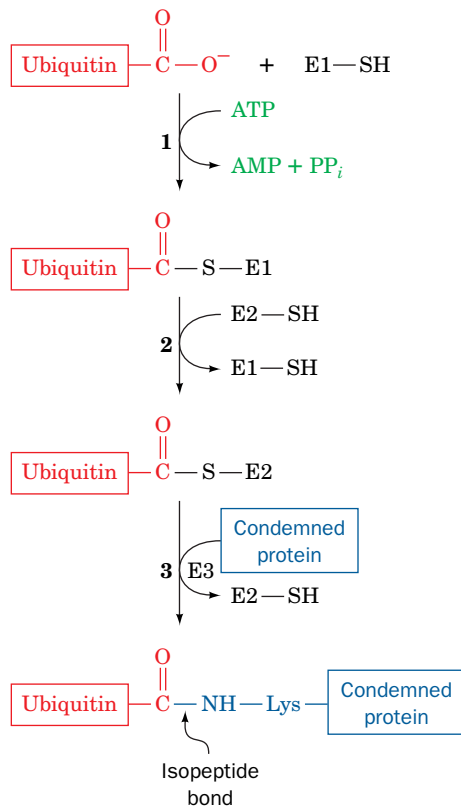 O
Ubiquitin—C—O⁻ + E1—SH
ATP
1
AMP + PPi
O
Ubiquitin—C—S—E1
E2—SH
2
E1—SH
O
Ubiquitin—C—S—E2
Condemned
protein
3 E3
E2—SH
O
Ubiquitin—C—NH—Lys—
Condemned
protein
Isopeptide
bond